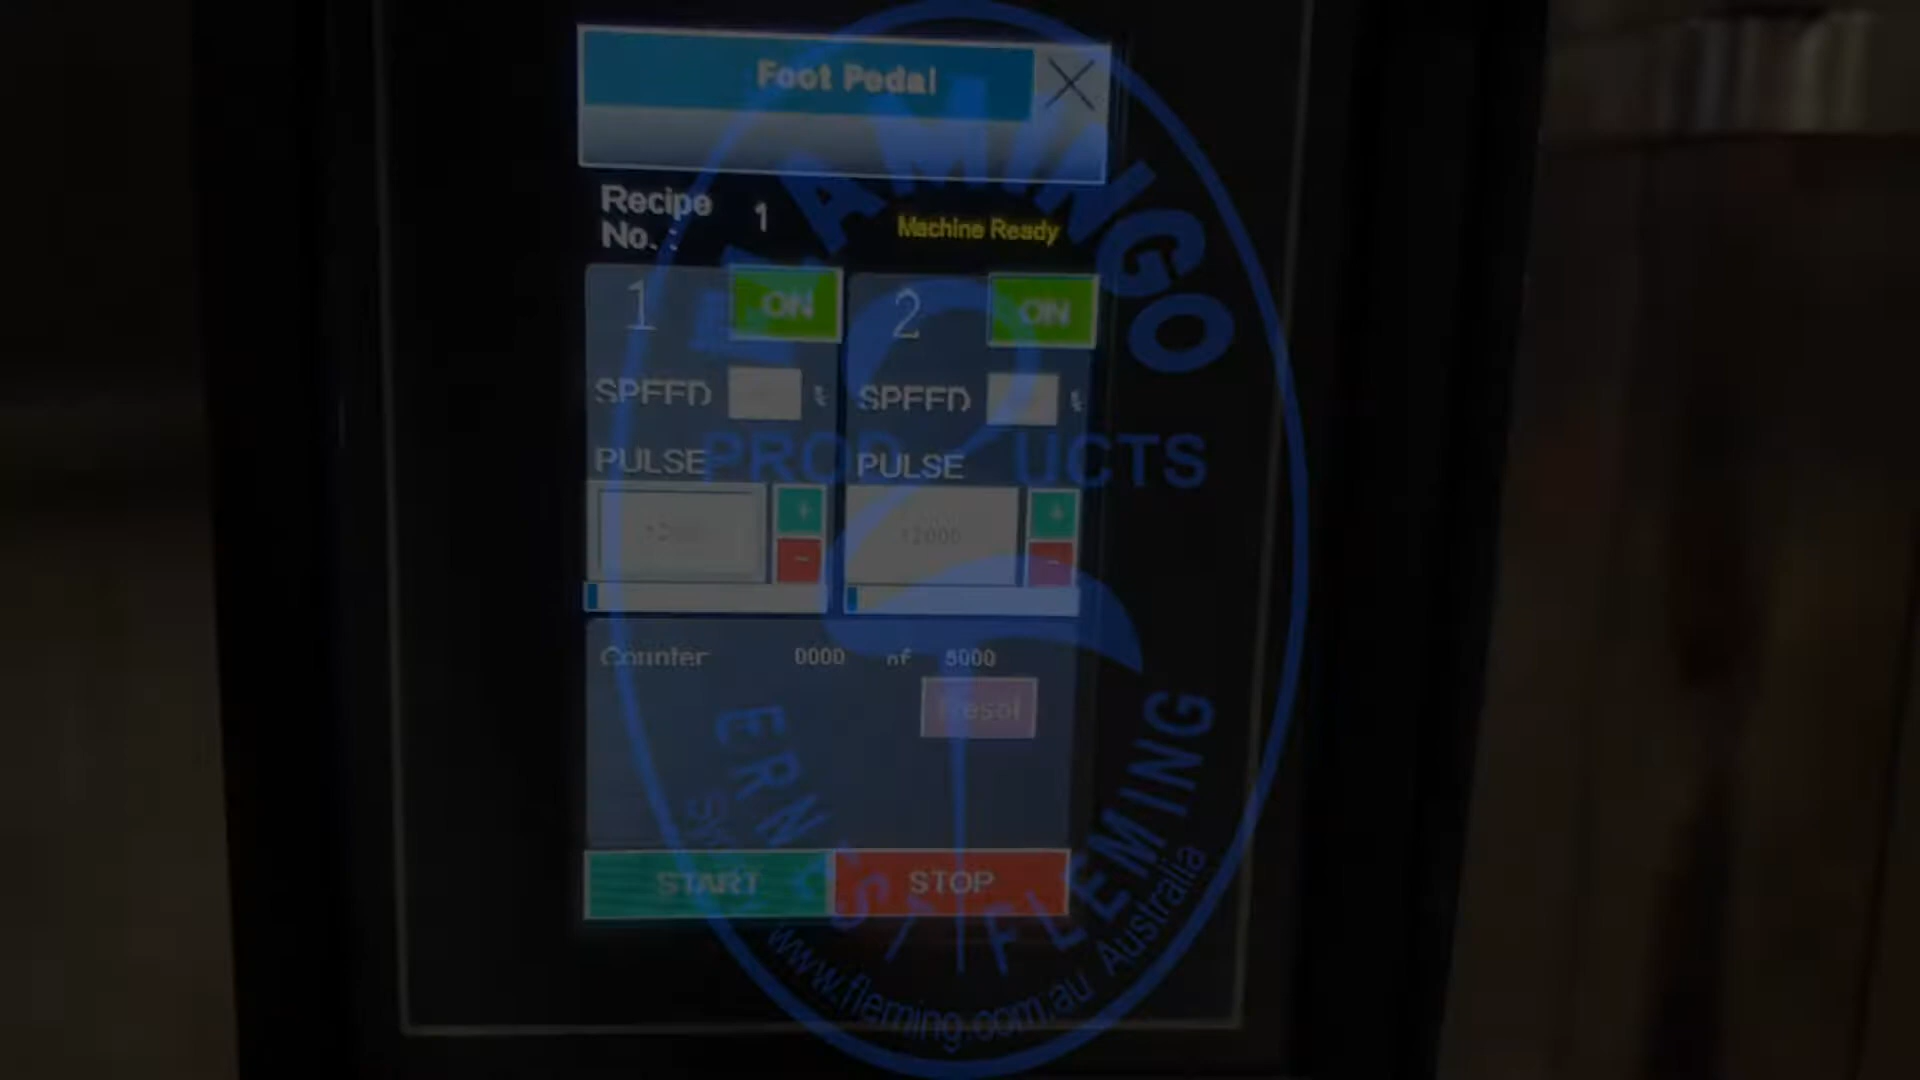 Foot Pedal
Recipe No. : 1
Machine Ready
1 ON
2 ON
SPEED
SPEED
PULSE
PULSE
12000
Counter 0000 of 5000
Reset
START
STOP
FLAMINGO
PRODUCTS
ERN
FLEMING
www.fleming.com.au Australia